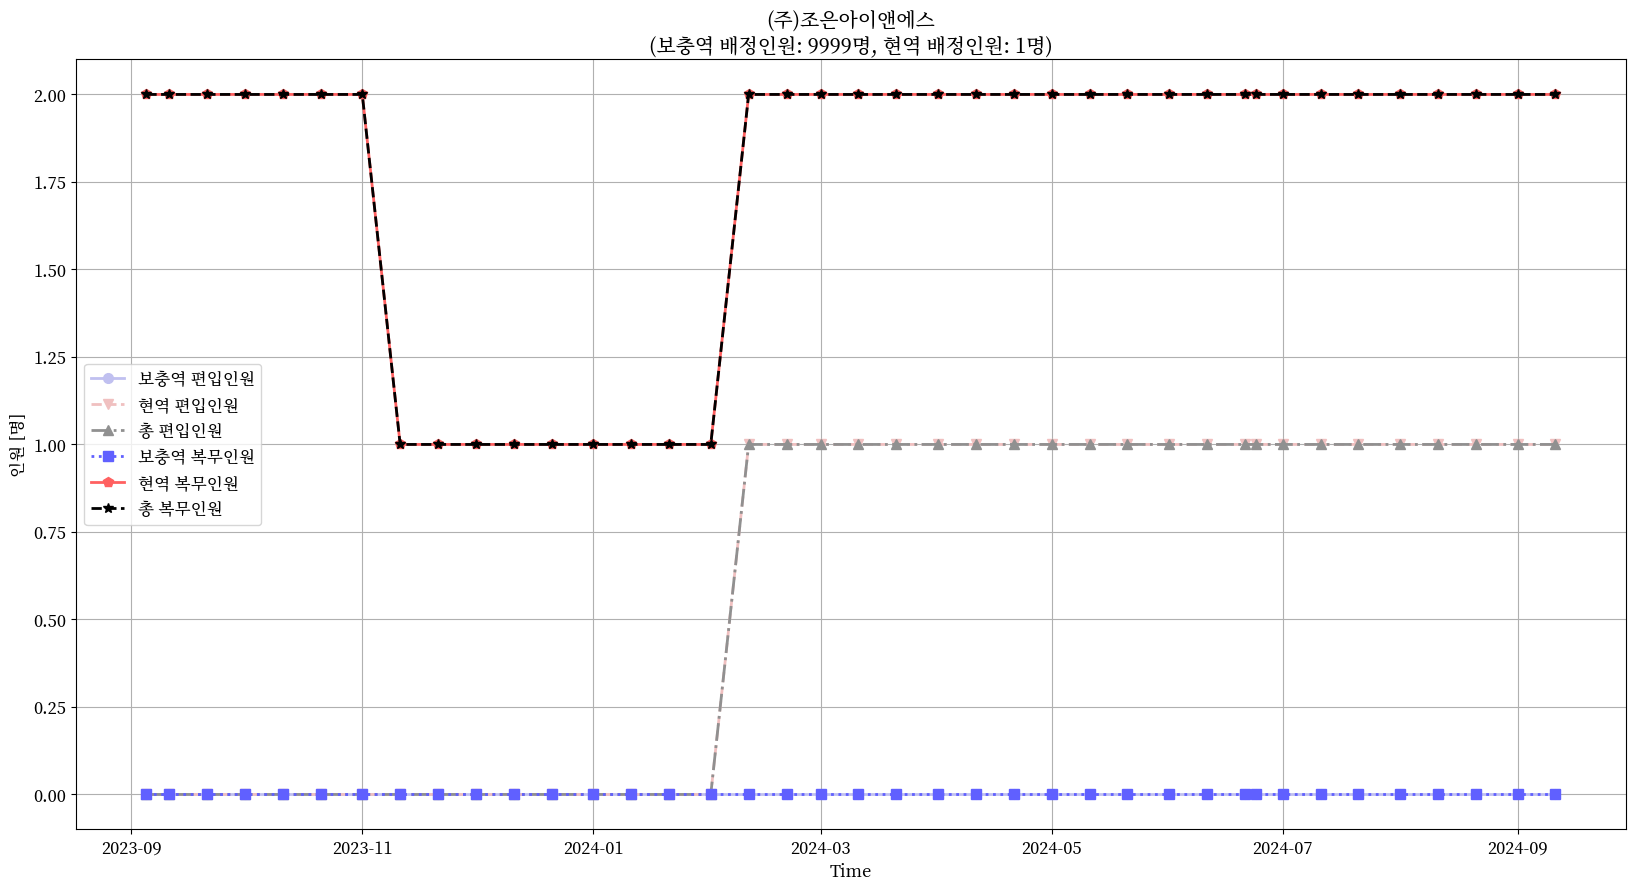 (주)조은아이앤에스
(보충역 배정인원: 9999명, 현역 배정인원: 1명)
인원 [명]
2.00
1.75
1.50
1.25
1.00
0.75
0.50
0.25
0.00
보충역 편입인원
현역 편입인원
총 편입인원
보충역 복무인원
현역 복무인원
총 복무인원
2023-09
2023-11
2024-01
2024-03
2024-05
2024-07
2024-09
Time